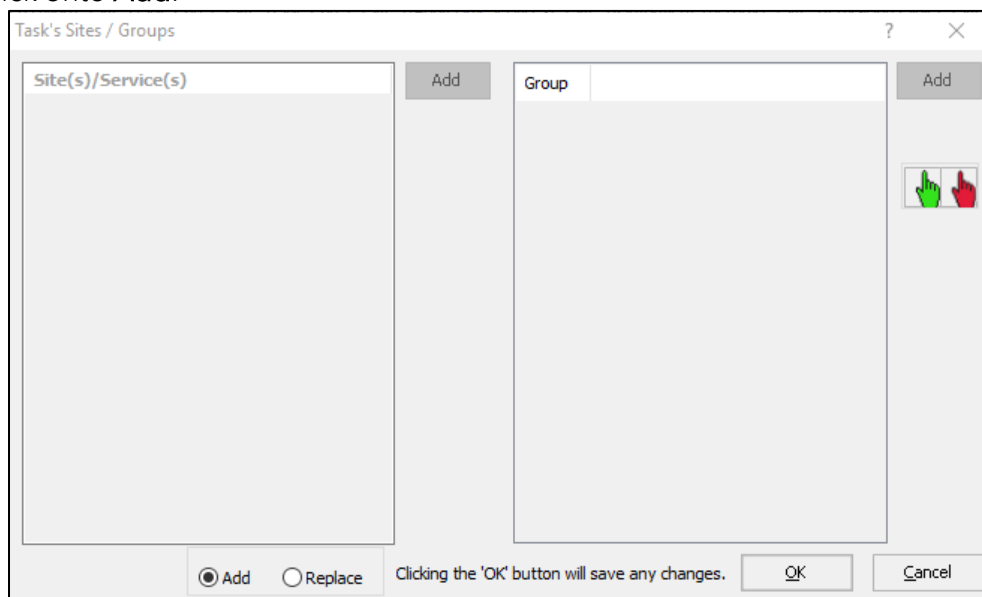 Task's Sites / Groups ?
Site(s)/Service(s) Add Group Add
Add Replace Clicking the 'OK' button will save any changes. OK Cancel